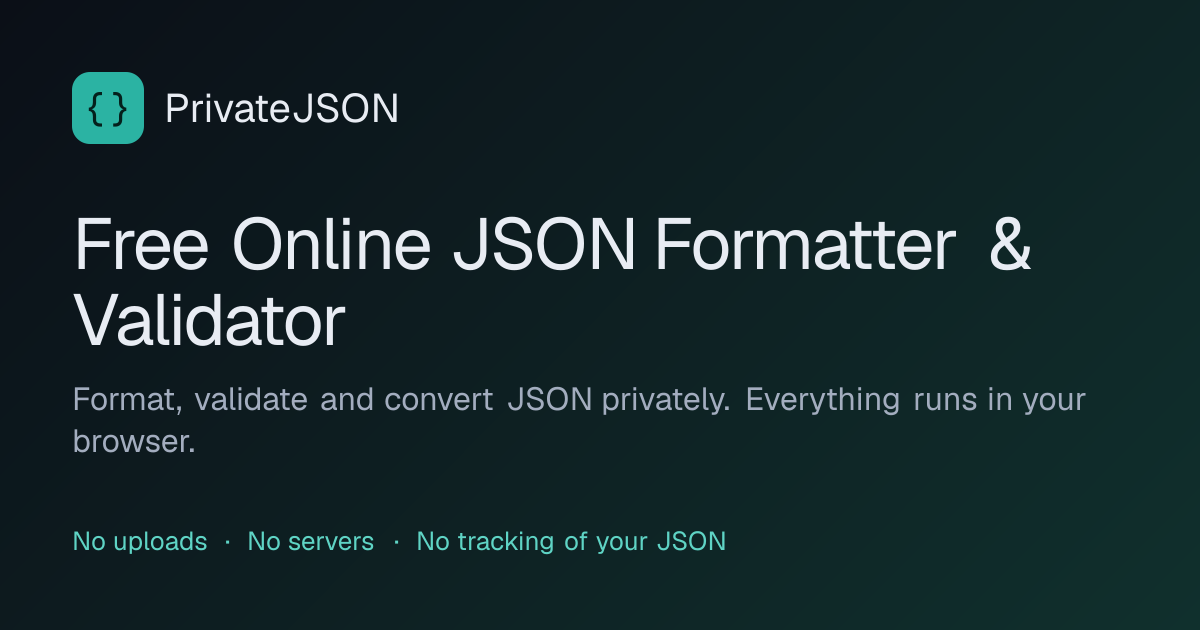 { } PrivateJSON
Free Online JSON Formatter &
Validator
Format, validate and convert JSON privately. Everything runs in your
browser.
No uploads · No servers · No tracking of your JSON